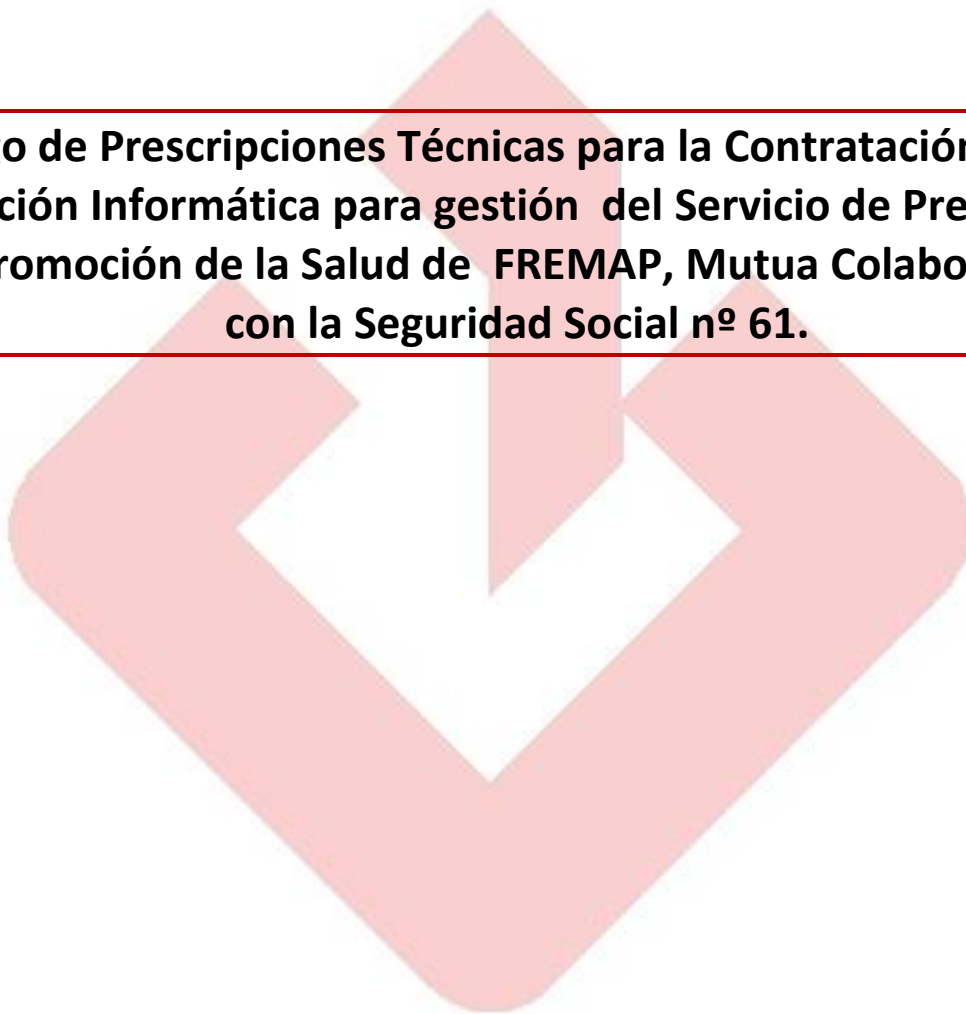 o de Prescripciones Técnicas para la Contratación
ción Informática para gestión del Servicio de Pre
romoción de la Salud de FREMAP, Mutua Colabo
con la Seguridad Social nº 61.